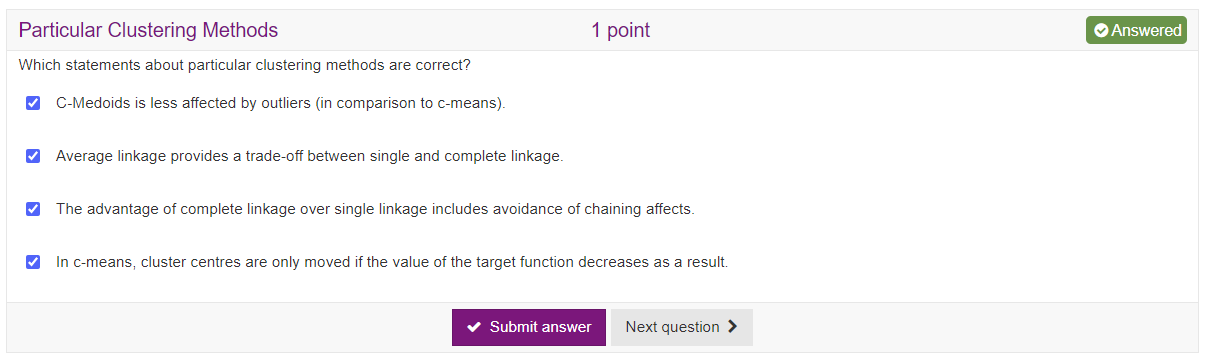 Particular Clustering Methods 1 point Answered
Which statements about particular clustering methods are correct?
C-Medoids is less affected by outliers (in comparison to c-means).
Average linkage provides a trade-off between single and complete linkage.
The advantage of complete linkage over single linkage includes avoidance of chaining affects.
In c-means, cluster centres are only moved if the value of the target function decreases as a result.
Submit answer Next question